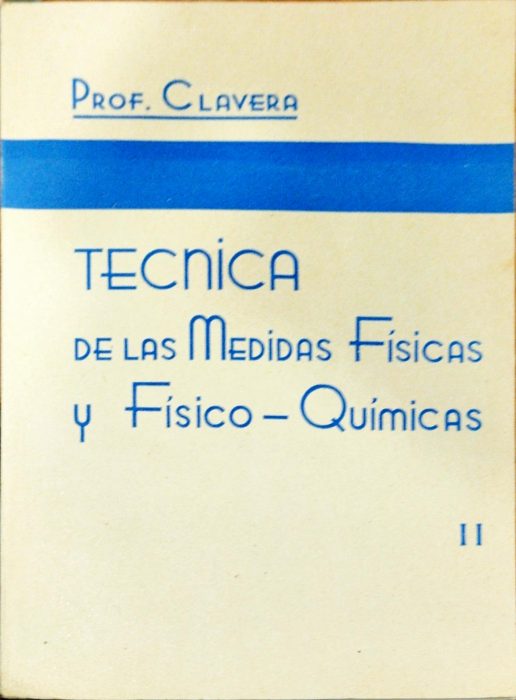 PROF. CLAVERA
TECNICA
DE LAS MEDIDAS FÍSICAS
Y FÍSICO - QUÍMICAS
II